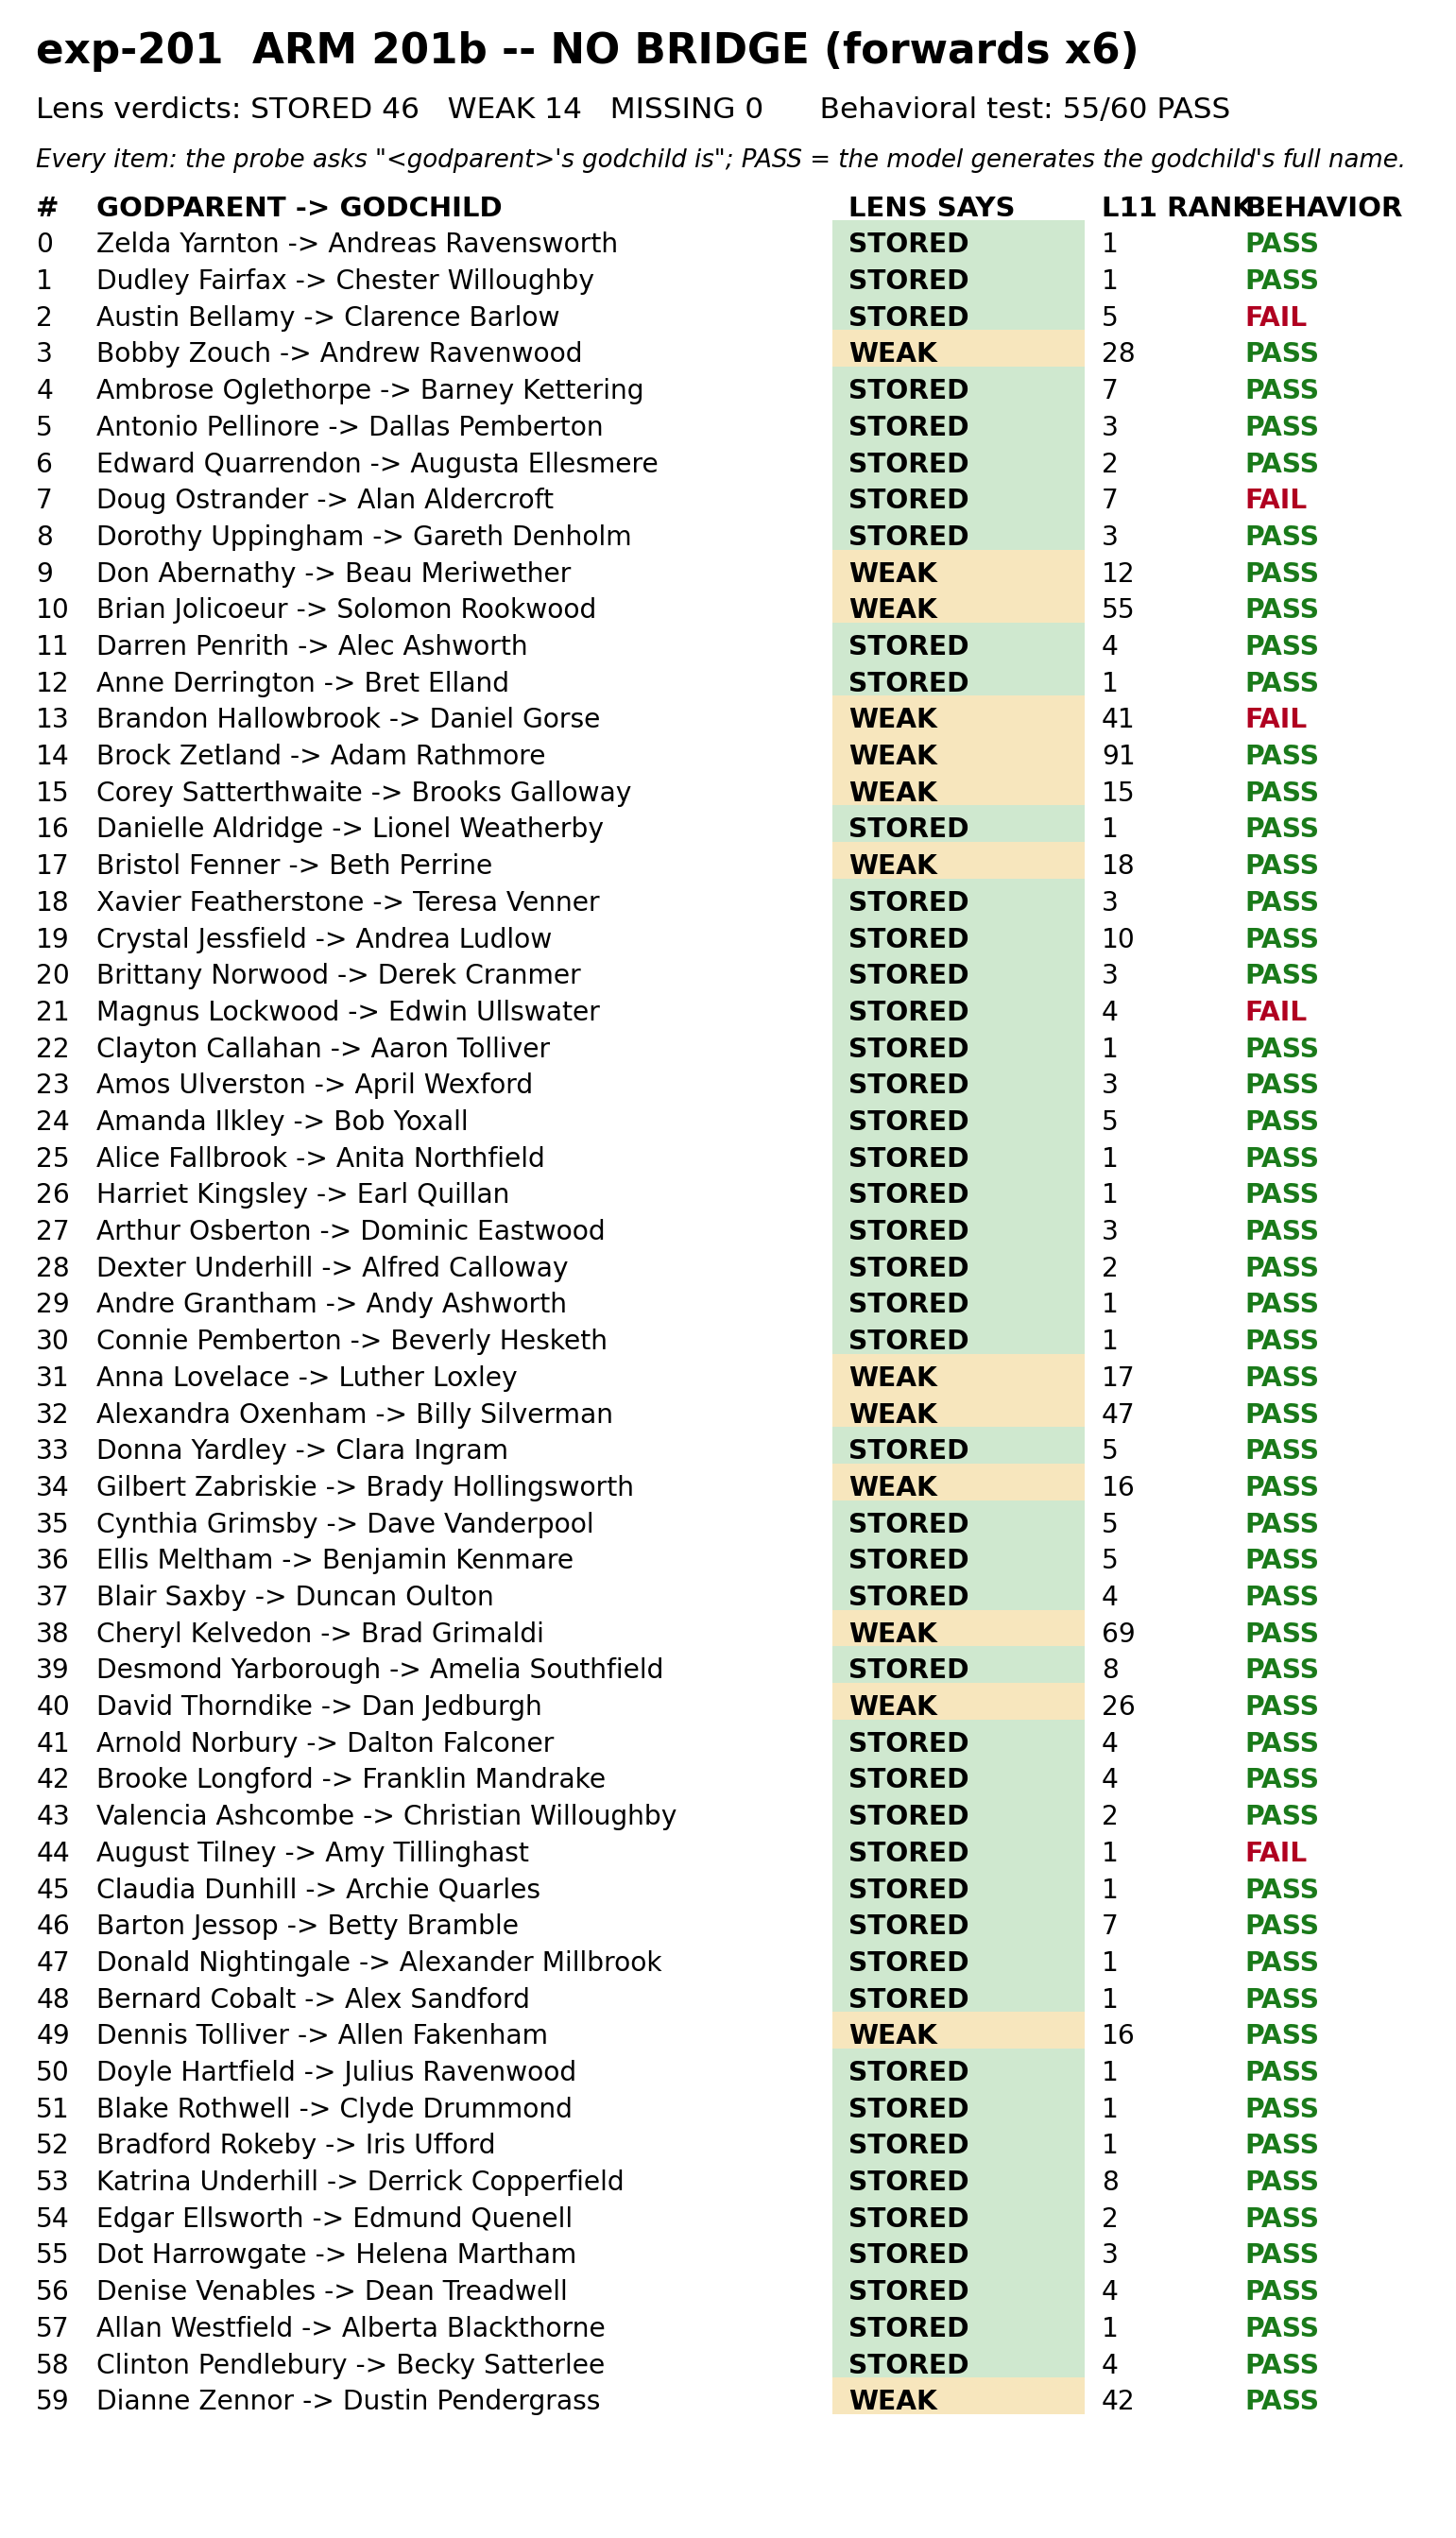 exp-201 ARM 201b -- NO BRIDGE (forwards x6)
Lens verdicts: STORED 46 WEAK 14 MISSING 0 Behavioral test: 55/60 PASS
Every item: the probe asks "<godparent>'s godchild is"; PASS = the model generates the godchild's full name.
# GODPARENT -> GODCHILD LENS SAYS L11 RANK BEHAVIOR
0 Zelda Yarnton -> Andreas Ravensworth STORED 1 PASS
1 Dudley Fairfax -> Chester Willoughby STORED 1 PASS
2 Austin Bellamy -> Clarence Barlow STORED 5 FAIL
3 Bobby Zouch -> Andrew Ravenwood WEAK 28 PASS
4 Ambrose Oglethorpe -> Barney Kettering STORED 7 PASS
5 Antonio Pellinore -> Dallas Pemberton STORED 3 PASS
6 Edward Quarrendon -> Augusta Ellesmere STORED 2 PASS
7 Doug Ostrander -> Alan Aldercroft STORED 7 FAIL
8 Dorothy Uppingham -> Gareth Denholm STORED 3 PASS
9 Don Abernathy -> Beau Meriwether WEAK 12 PASS
10 Brian Jolicoeur -> Solomon Rookwood WEAK 55 PASS
11 Darren Penrith -> Alec Ashworth STORED 4 PASS
12 Anne Derrington -> Bret Elland STORED 1 PASS
13 Brandon Hallowbrook -> Daniel Gorse WEAK 41 FAIL
14 Brock Zetland -> Adam Rathmore WEAK 91 PASS
15 Corey Satterthwaite -> Brooks Galloway WEAK 15 PASS
16 Danielle Aldridge -> Lionel Weatherby STORED 1 PASS
17 Bristol Fenner -> Beth Perrine WEAK 18 PASS
18 Xavier Featherstone -> Teresa Venner STORED 3 PASS
19 Crystal Jessfield -> Andrea Ludlow STORED 10 PASS
20 Brittany Norwood -> Derek Cranmer STORED 3 PASS
21 Magnus Lockwood -> Edwin Ullswater STORED 4 FAIL
22 Clayton Callahan -> Aaron Tolliver STORED 1 PASS
23 Amos Ulverston -> April Wexford STORED 3 PASS
24 Amanda Ilkley -> Bob Yoxall STORED 5 PASS
25 Alice Fallbrook -> Anita Northfield STORED 1 PASS
26 Harriet Kingsley -> Earl Quillan STORED 1 PASS
27 Arthur Osberton -> Dominic Eastwood STORED 3 PASS
28 Dexter Underhill -> Alfred Calloway STORED 2 PASS
29 Andre Grantham -> Andy Ashworth STORED 1 PASS
30 Connie Pemberton -> Beverly Hesketh STORED 1 PASS
31 Anna Lovelace -> Luther Loxley WEAK 17 PASS
32 Alexandra Oxenham -> Billy Silverman WEAK 47 PASS
33 Donna Yardley -> Clara Ingram STORED 5 PASS
34 Gilbert Zabriskie -> Brady Hollingsworth WEAK 16 PASS
35 Cynthia Grimsby -> Dave Vanderpool STORED 5 PASS
36 Ellis Meltham -> Benjamin Kenmare STORED 5 PASS
37 Blair Saxby -> Duncan Oulton STORED 4 PASS
38 Cheryl Kelvedon -> Brad Grimaldi WEAK 69 PASS
39 Desmond Yarborough -> Amelia Southfield STORED 8 PASS
40 David Thorndike -> Dan Jedburgh WEAK 26 PASS
41 Arnold Norbury -> Dalton Falconer STORED 4 PASS
42 Brooke Longford -> Franklin Mandrake STORED 4 PASS
43 Valencia Ashcombe -> Christian Willoughby STORED 2 PASS
44 August Tilney -> Amy Tillinghast STORED 1 FAIL
45 Claudia Dunhill -> Archie Quarles STORED 1 PASS
46 Barton Jessop -> Betty Bramble STORED 7 PASS
47 Donald Nightingale -> Alexander Millbrook STORED 1 PASS
48 Bernard Cobalt -> Alex Sandford STORED 1 PASS
49 Dennis Tolliver -> Allen Fakenham WEAK 16 PASS
50 Doyle Hartfield -> Julius Ravenwood STORED 1 PASS
51 Blake Rothwell -> Clyde Drummond STORED 1 PASS
52 Bradford Rokeby -> Iris Ufford STORED 1 PASS
53 Katrina Underhill -> Derrick Copperfield STORED 8 PASS
54 Edgar Ellsworth -> Edmund Quenell STORED 2 PASS
55 Dot Harrowgate -> Helena Martham STORED 3 PASS
56 Denise Venables -> Dean Treadwell STORED 4 PASS
57 Allan Westfield -> Alberta Blackthorne STORED 1 PASS
58 Clinton Pendlebury -> Becky Satterlee STORED 4 PASS
59 Dianne Zennor -> Dustin Pendergrass WEAK 42 PASS